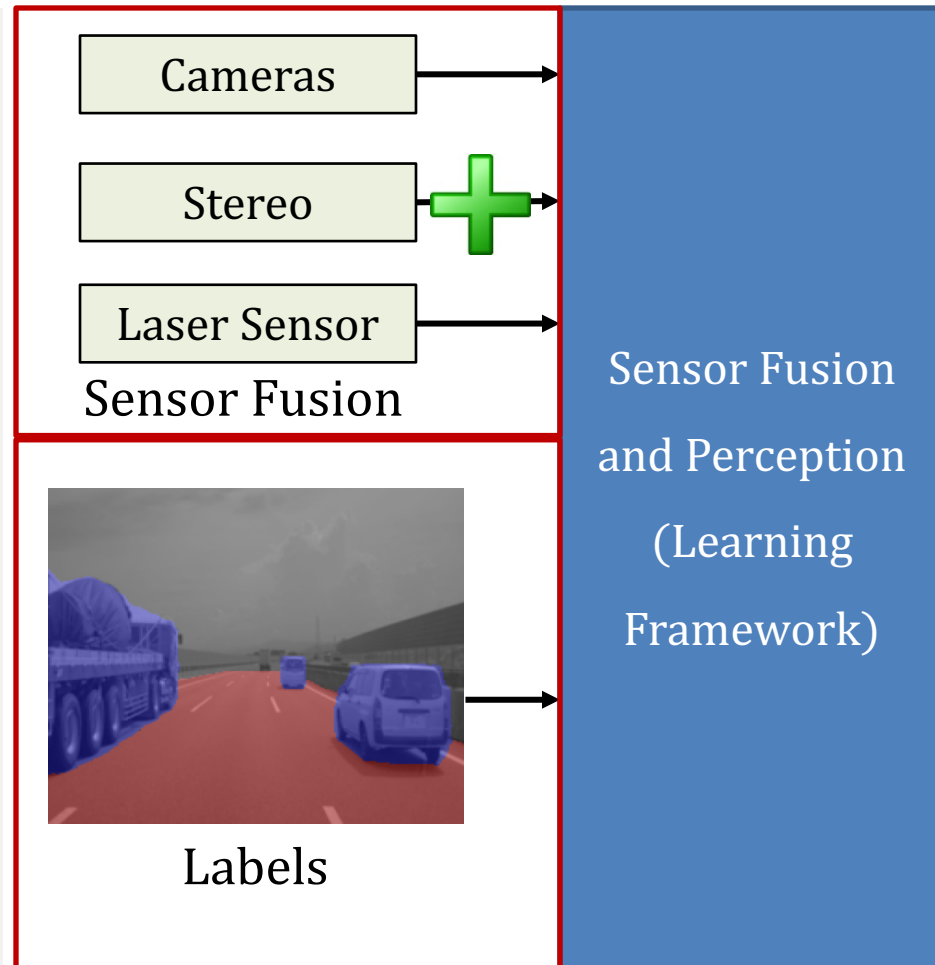 Cameras
Stereo
Laser Sensor
Sensor Fusion
Labels
Sensor Fusion
and Perception
(Learning
Framework)